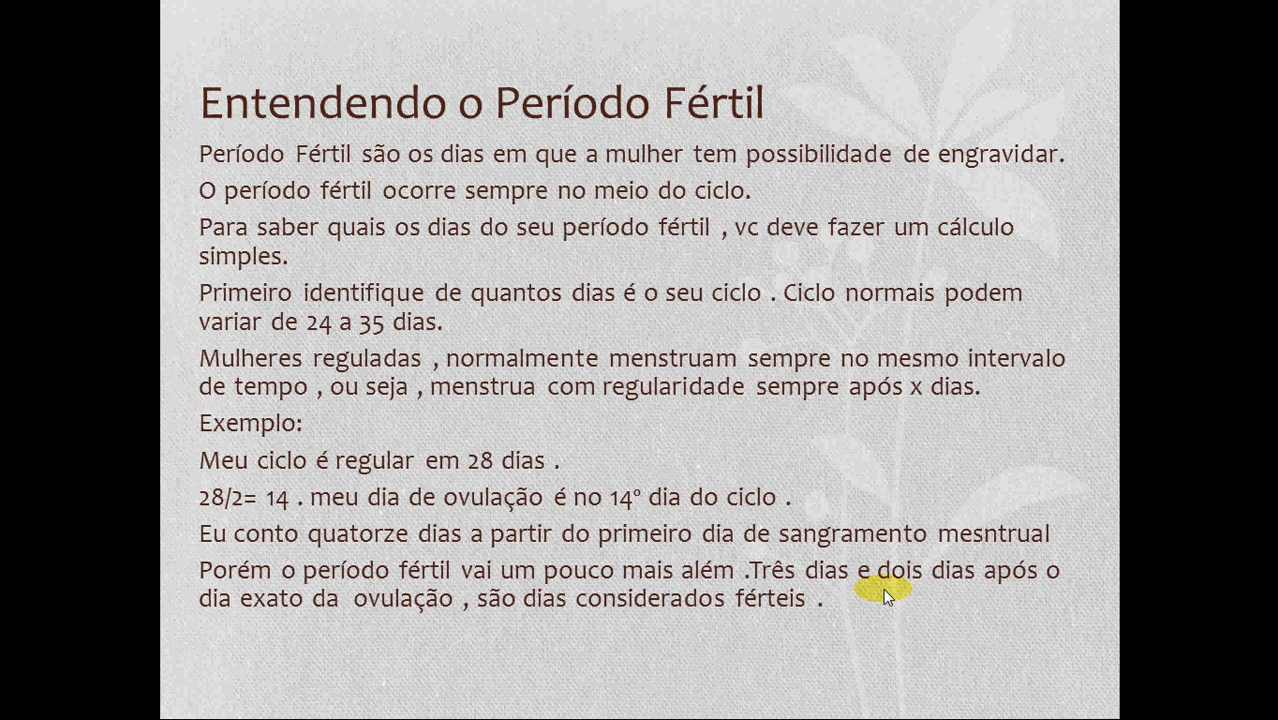 Entendendo o Período Fértil
Período Fértil são os dias em que a mulher tem possibilidade de engravidar.
O período fértil ocorre sempre no meio do ciclo.
Para saber quais os dias do seu período fértil , vc deve fazer um cálculo
simples.
Primeiro identifique de quantos dias é o seu ciclo . Ciclo normais podem
variar de 24 a 35 dias.
Mulheres reguladas , normalmente menstruam sempre no mesmo intervalo
de tempo , ou seja , menstrua com regularidade sempre após x dias.
Exemplo:
Meu ciclo é regular em 28 dias .
28/2= 14 . meu dia de ovulação é no 14º dia do ciclo .
Eu conto quatorze dias a partir do primeiro dia de sangramento mesntrual
Porém o período fértil vai um pouco mais além .Três dias e dois dias após o
dia exato da ovulação , são dias considerados férteis .